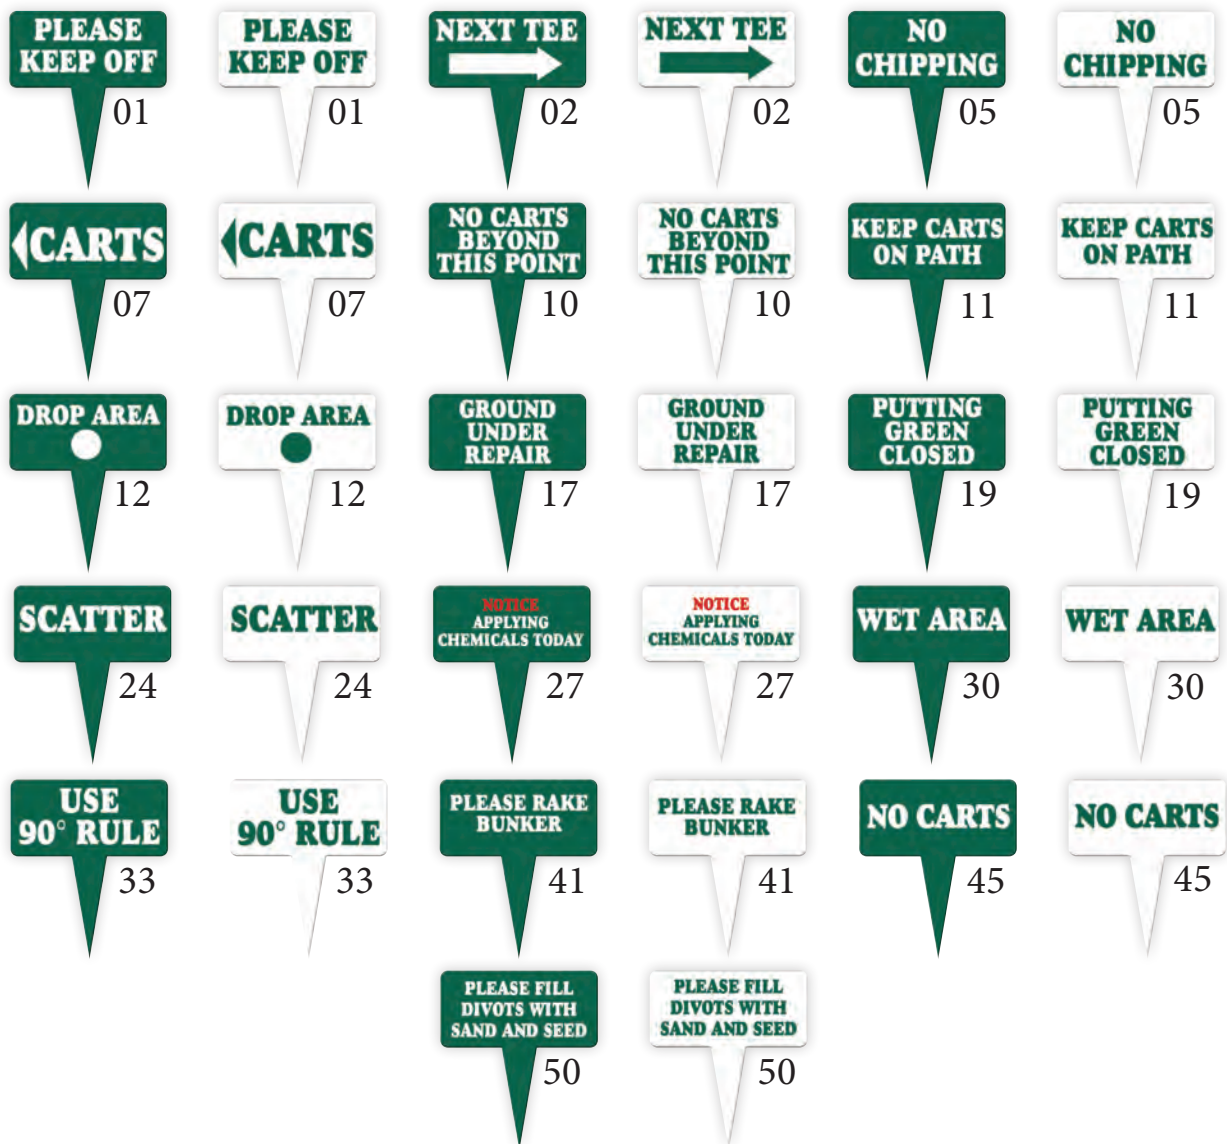 PLEASE
KEEP OFF
01
PLEASE
KEEP OFF
01
NEXT TEE
02
NEXT TEE
02
NO
CHIPPING
05
NO
CHIPPING
05
CARTS
07
CARTS
07
NO CARTS
BEYOND
THIS POINT
10
NO CARTS
BEYOND
THIS POINT
10
KEEP CARTS
ON PATH
11
KEEP CARTS
ON PATH
11
DROP AREA
12
DROP AREA
12
GROUND
UNDER
REPAIR
17
GROUND
UNDER
REPAIR
17
PUTTING
GREEN
CLOSED
19
PUTTING
GREEN
CLOSED
19
SCATTER
24
SCATTER
24
NOTICE
APPLYING
CHEMICALS TODAY
27
NOTICE
APPLYING
CHEMICALS TODAY
27
WET AREA
30
WET AREA
30
USE
90° RULE
33
USE
90° RULE
33
PLEASE RAKE
BUNKER
41
PLEASE RAKE
BUNKER
41
NO CARTS
45
NO CARTS
45
PLEASE FILL
DIVOTS WITH
SAND AND SEED
50
PLEASE FILL
DIVOTS WITH
SAND AND SEED
50